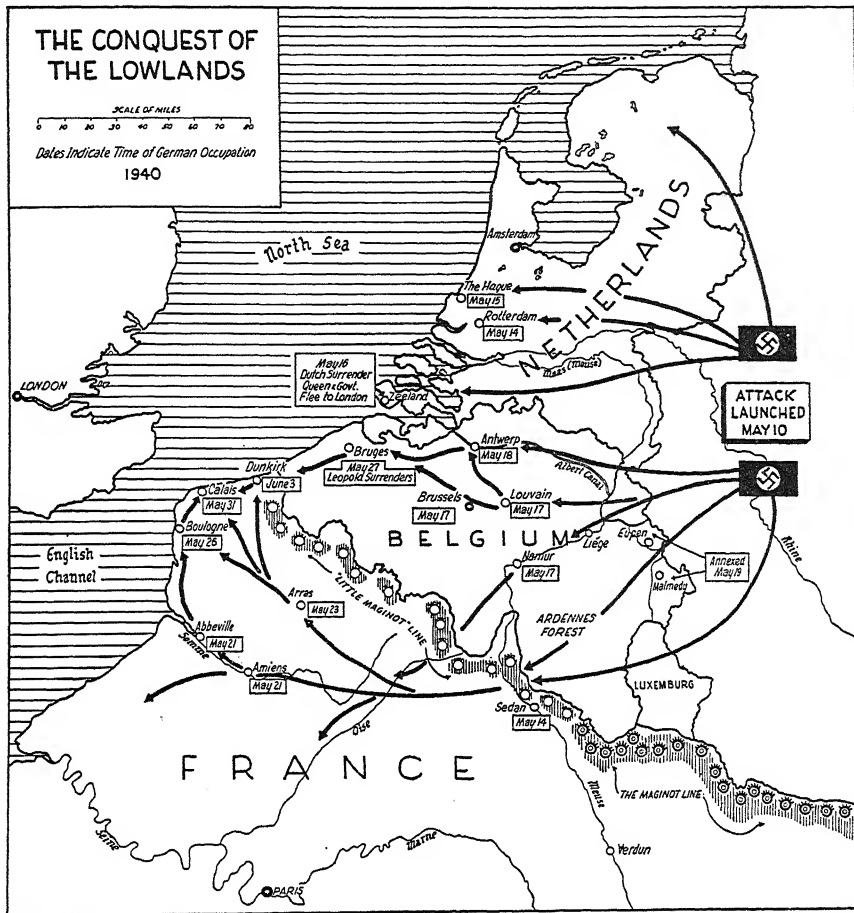 THE CONQUEST OF
THE LOWLANDS
SCALE OF MILES
0 10 20 30 40 50 60 70 80
Dates Indicate Time of German Occupation
1940
North Sea
Amsterdam
NETHERLANDS
The Hague
May 15
Rotterdam
May 14
Maas (Meuse)
May 16
Dutch Surrender
Queen & Govt.
Flee to London
Zeeland
LONDON
ATTACK
LAUNCHED
MAY 10
Bruges
May 27
Leopold Surrenders
Antwerp
May 18
Albert Canal
Dunkirk
June 3
Calais
May 31
Brussels
May 17
Louvain
May 17
BELGIUM
Boulogne
May 26
English
Channel
Liége
Eupen
Annexed
May 19
Malmedy
Rhine
Namur
May 17
"LITTLE MAGINOT" LINE
Arras
May 23
ARDENNES
FOREST
Abbeville
May 21
Somme
Amiens
May 21
LUXEMBURG
Sedan
May 14
Oise
FRANCE
THE MAGINOT LINE
Meuse
Seine
Marne
Verdun
PARIS